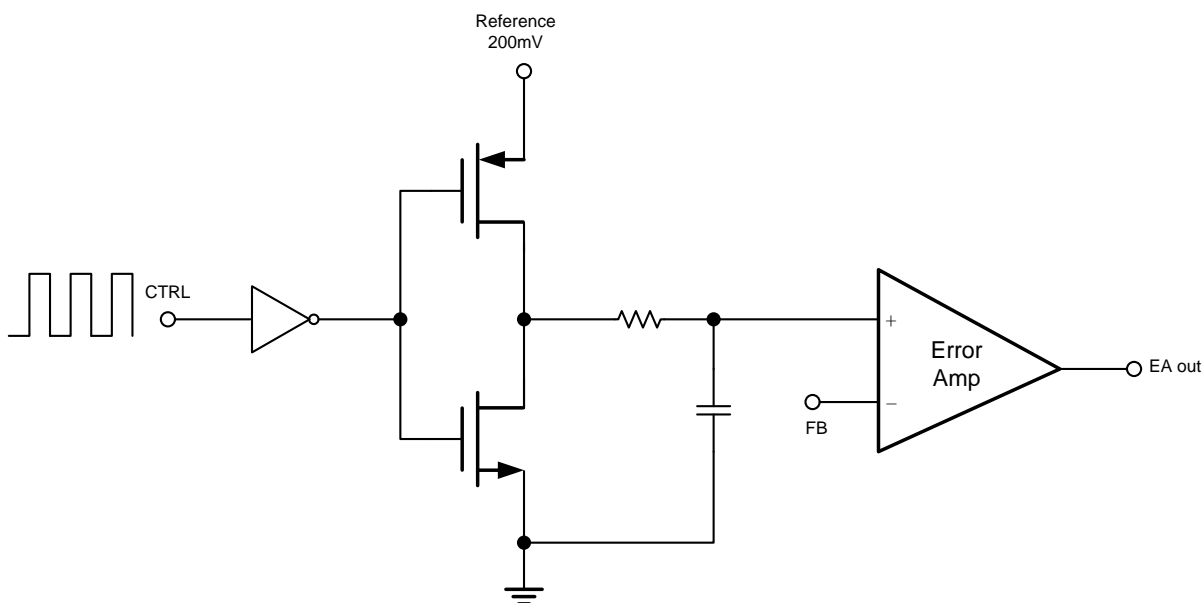 Reference
200mV
CTRL
+
Error
Amp
EA out
−
FB